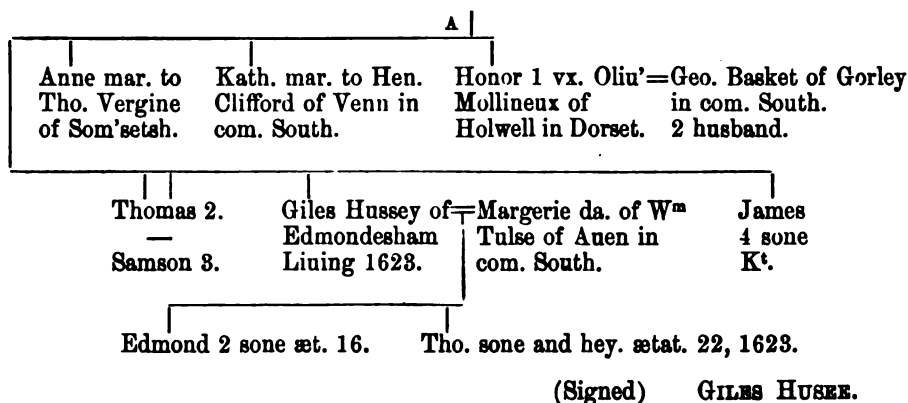 A
Anne mar. to
Tho. Vergine
of Som'setsh.
Kath. mar. to Hen.
Clifford of Venn in
com. South.
Honor 1 vx. Oliu'=Geo. Basket of Gorley
Mollineux of in com. South.
Holwell in Dorset. 2 husband.
Thomas 2.
—
Samson 3.
Giles Hussey of=Margerie da. of Wᵐ
Edmondesham Tulse of Auen in
Liuing 1623. com. South.
James
4 sone
Kᵗ.
Edmond 2 sone æt. 16.
Tho. sone and hey. ætat. 22, 1623.
(Signed) GILES HUSEE.